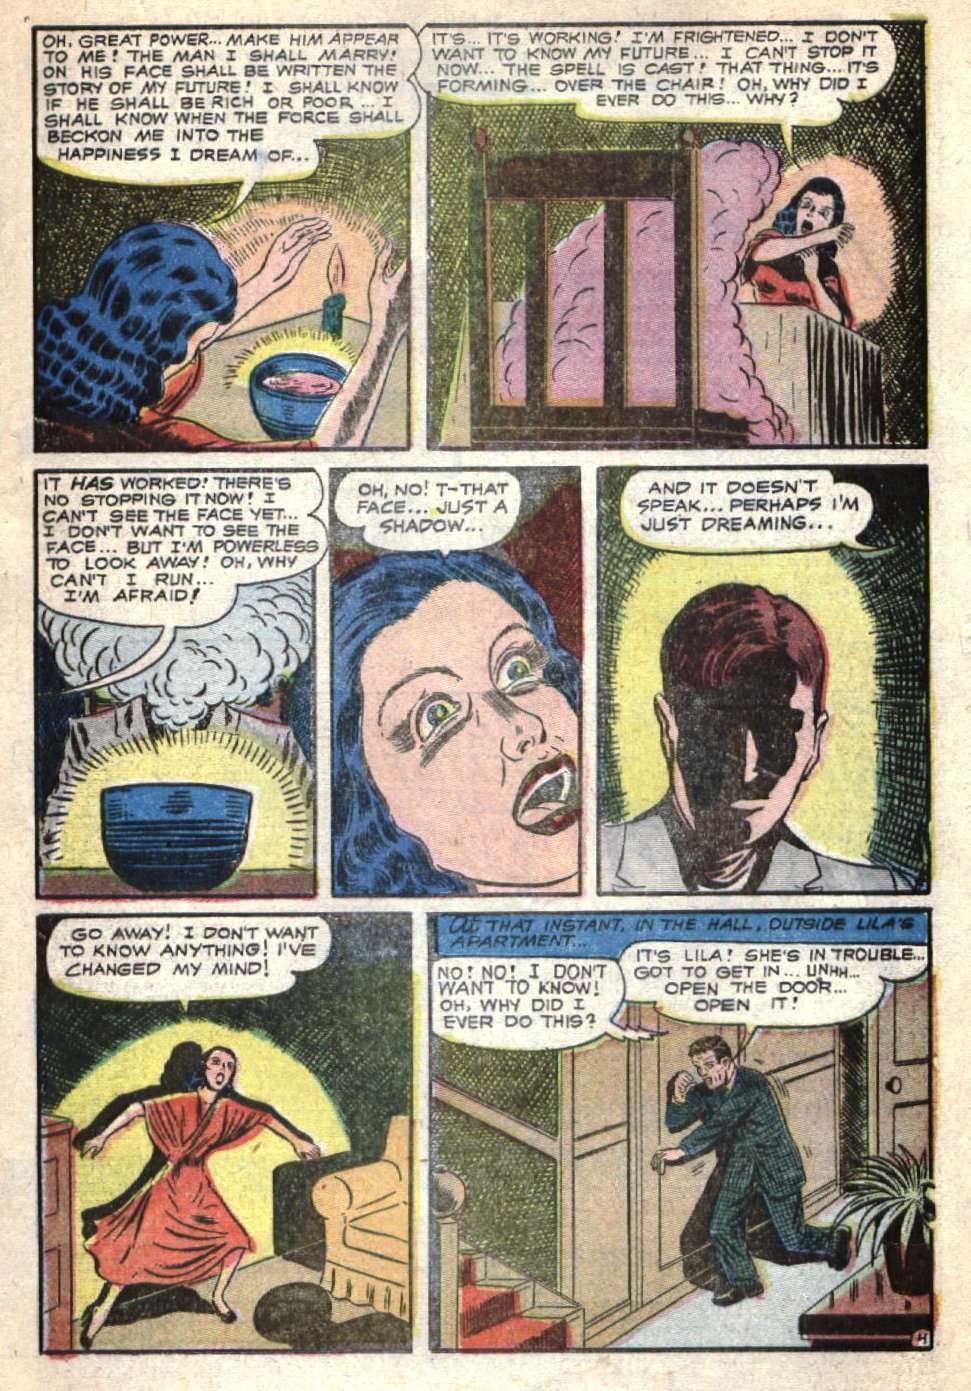 OH, GREAT POWER... MAKE HIM APPEAR
TO ME! THE MAN I SHALL MARRY!
ON HIS FACE SHALL BE WRITTEN THE
STORY OF MY FUTURE! I SHALL KNOW
IF HE SHALL BE RICH OR POOR... I
SHALL KNOW WHEN THE FORCE SHALL
BECKON ME INTO THE
HAPPINESS I DREAM OF...
IT'S... IT'S WORKING! I'M FRIGHTENED... I DON'T
WANT TO KNOW MY FUTURE... I CAN'T STOP IT
NOW... THE SPELL IS CAST! THAT THING... IT'S
FORMING... OVER THE CHAIR! OH, WHY DID I
EVER DO THIS... WHY?
IT HAS WORKED! THERE'S
NO STOPPING IT NOW! I
CAN'T SEE THE FACE YET...
I DON'T WANT TO SEE THE
FACE... BUT I'M POWERLESS
TO LOOK AWAY! OH, WHY
CAN'T I RUN...
I'M AFRAID!
OH, NO! T-THAT
FACE... JUST A
SHADOW...
AND IT DOESN'T
SPEAK... PERHAPS I'M
JUST DREAMING...
GO AWAY! I DON'T WANT
TO KNOW ANYTHING! I'VE
CHANGED MY MIND!
AT THAT INSTANT, IN THE HALL, OUTSIDE LILA'S
APARTMENT...
NO! NO! I DON'T
WANT TO KNOW!
OH, WHY DID I
EVER DO THIS?
IT'S LILA! SHE'S IN TROUBLE...
GOT TO GET IN... UNHH...
OPEN THE DOOR...
OPEN IT!
4